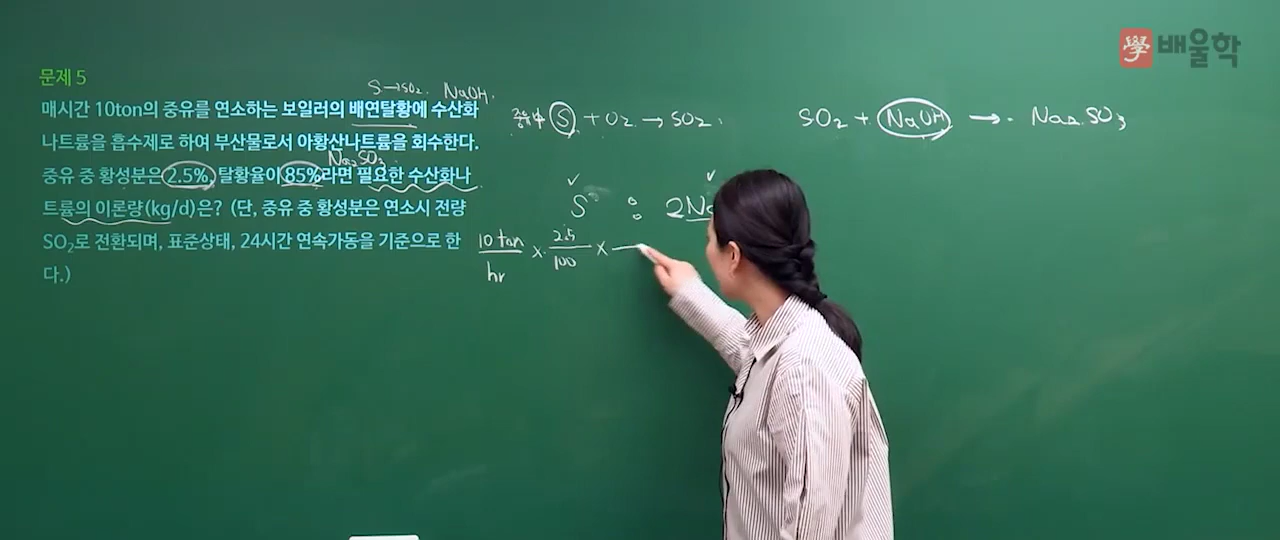 學 배울학
문제 5
S→SO₂ NaOH.
매시간 10ton의 중유를 연소하는 보일러의 배연탈황에 수산화
나트륨을 흡수제로 하여 부산물로서 아황산나트륨을 회수한다.
Na₂SO₃
중유 중 황성분은 2.5%, 탈황율이 85%라면 필요한 수산화나
트륨의 이론량(kg/d)은? (단, 중유 중 황성분은 연소시 전량
SO₂로 전환되며, 표준상태, 24시간 연속가동을 기준으로 한
다.)
중유中 S + O₂ → SO₂.
SO₂ + NaOH → Na₂SO₃
S : 2Na
10 ton/hr × 2.5/100 ×